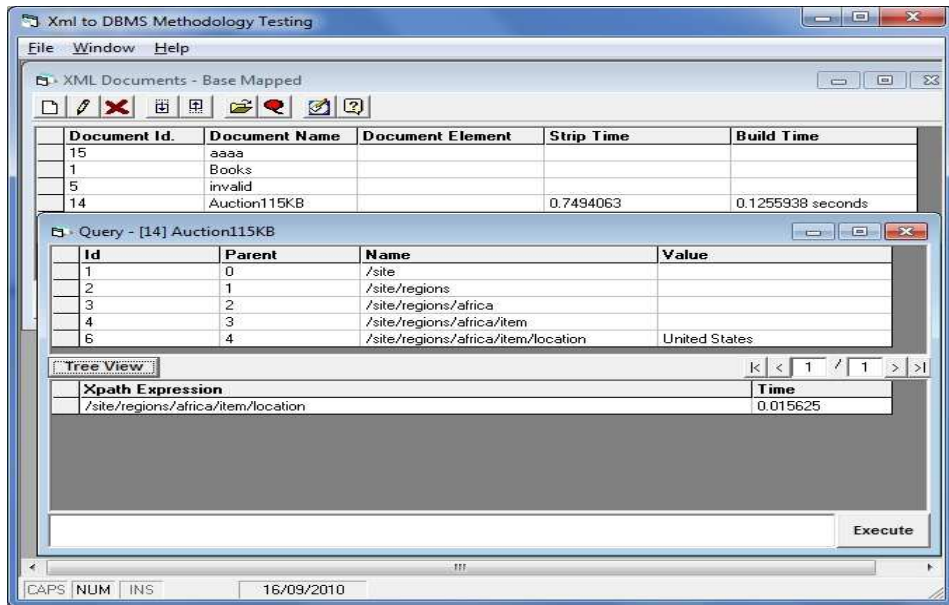 Xml to DBMS Methodology Testing
File Window Help
XML Documents - Base Mapped
Document Id. Document Name Document Element Strip Time Build Time
15 aaaa
1 Books
5 invalid
14 Auction115KB 0.7494063 0.1255938 seconds
Query - [14] Auction115KB
Id Parent Name Value
1 0 /site
2 1 /site/regions
3 2 /site/regions/africa
4 3 /site/regions/africa/item
6 4 /site/regions/africa/item/location United States
Tree View 1 / 1
Xpath Expression Time
/site/regions/africa/item/location 0.015625
Execute
CAPS NUM INS 16/09/2010